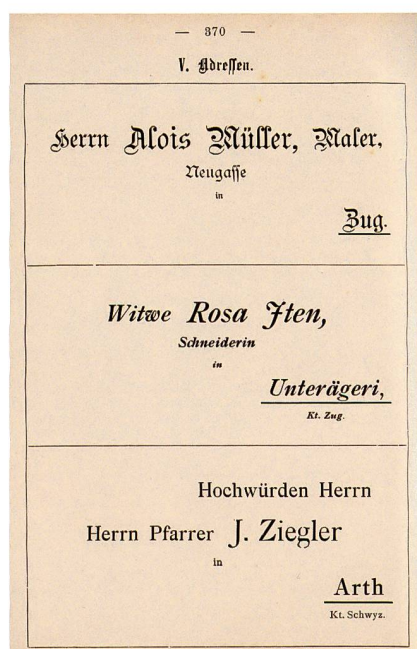 — 370 —
V. Adressen.
Herrn Alois Müller, Maler,
Neugasse
in
Zug.
Witwe Rosa Iten,
Schneiderin
in
Unterägeri,
Kt. Zug.
Hochwürden Herrn
Herrn Pfarrer J. Ziegler
in
Arth
Kt. Schwyz.